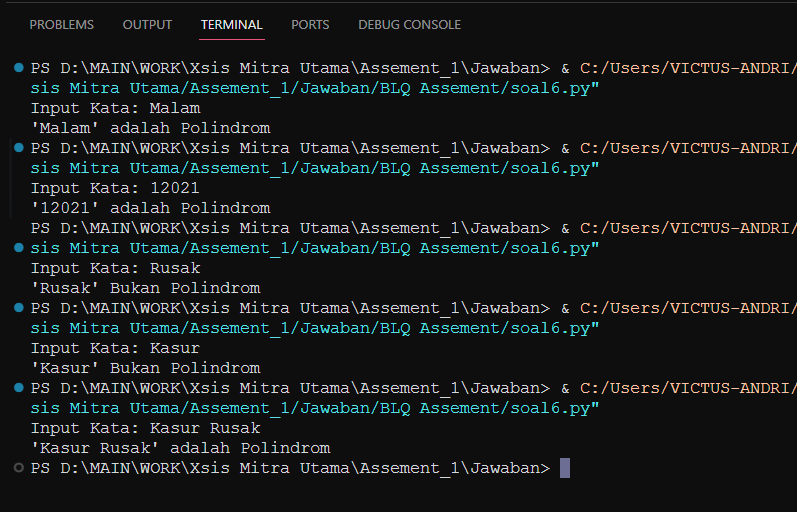 PROBLEMS OUTPUT TERMINAL PORTS DEBUG CONSOLE
PS D:\MAIN\WORK\Xsis Mitra Utama\Assement_1\Jawaban> & C:/Users/VICTUS-ANDRI/
sis Mitra Utama/Assement_1/Jawaban/BLQ Assement/soal6.py"
Input Kata: Malam
'Malam' adalah Polindrom
PS D:\MAIN\WORK\Xsis Mitra Utama\Assement_1\Jawaban> & C:/Users/VICTUS-ANDRI/
sis Mitra Utama/Assement_1/Jawaban/BLQ Assement/soal6.py"
Input Kata: 12021
'12021' adalah Polindrom
PS D:\MAIN\WORK\Xsis Mitra Utama\Assement_1\Jawaban> & C:/Users/VICTUS-ANDRI/
sis Mitra Utama/Assement_1/Jawaban/BLQ Assement/soal6.py"
Input Kata: Rusak
'Rusak' Bukan Polindrom
PS D:\MAIN\WORK\Xsis Mitra Utama\Assement_1\Jawaban> & C:/Users/VICTUS-ANDRI/
sis Mitra Utama/Assement_1/Jawaban/BLQ Assement/soal6.py"
Input Kata: Kasur
'Kasur' Bukan Polindrom
PS D:\MAIN\WORK\Xsis Mitra Utama\Assement_1\Jawaban> & C:/Users/VICTUS-ANDRI/
sis Mitra Utama/Assement_1/Jawaban/BLQ Assement/soal6.py"
Input Kata: Kasur Rusak
'Kasur Rusak' adalah Polindrom
PS D:\MAIN\WORK\Xsis Mitra Utama\Assement_1\Jawaban>